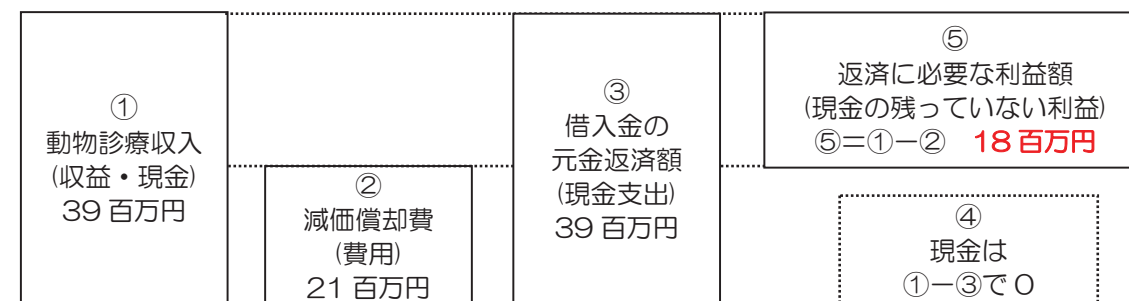 ①
動物診療収入
(収益・現金)
39 百万円
②
減価償却費
(費用)
21 百万円
③
借入金の
元金返済額
(現金支出)
39 百万円
⑤
返済に必要な利益額
(現金の残っていない利益)
⑤=①-② 18 百万円
④
現金は
①-③で0